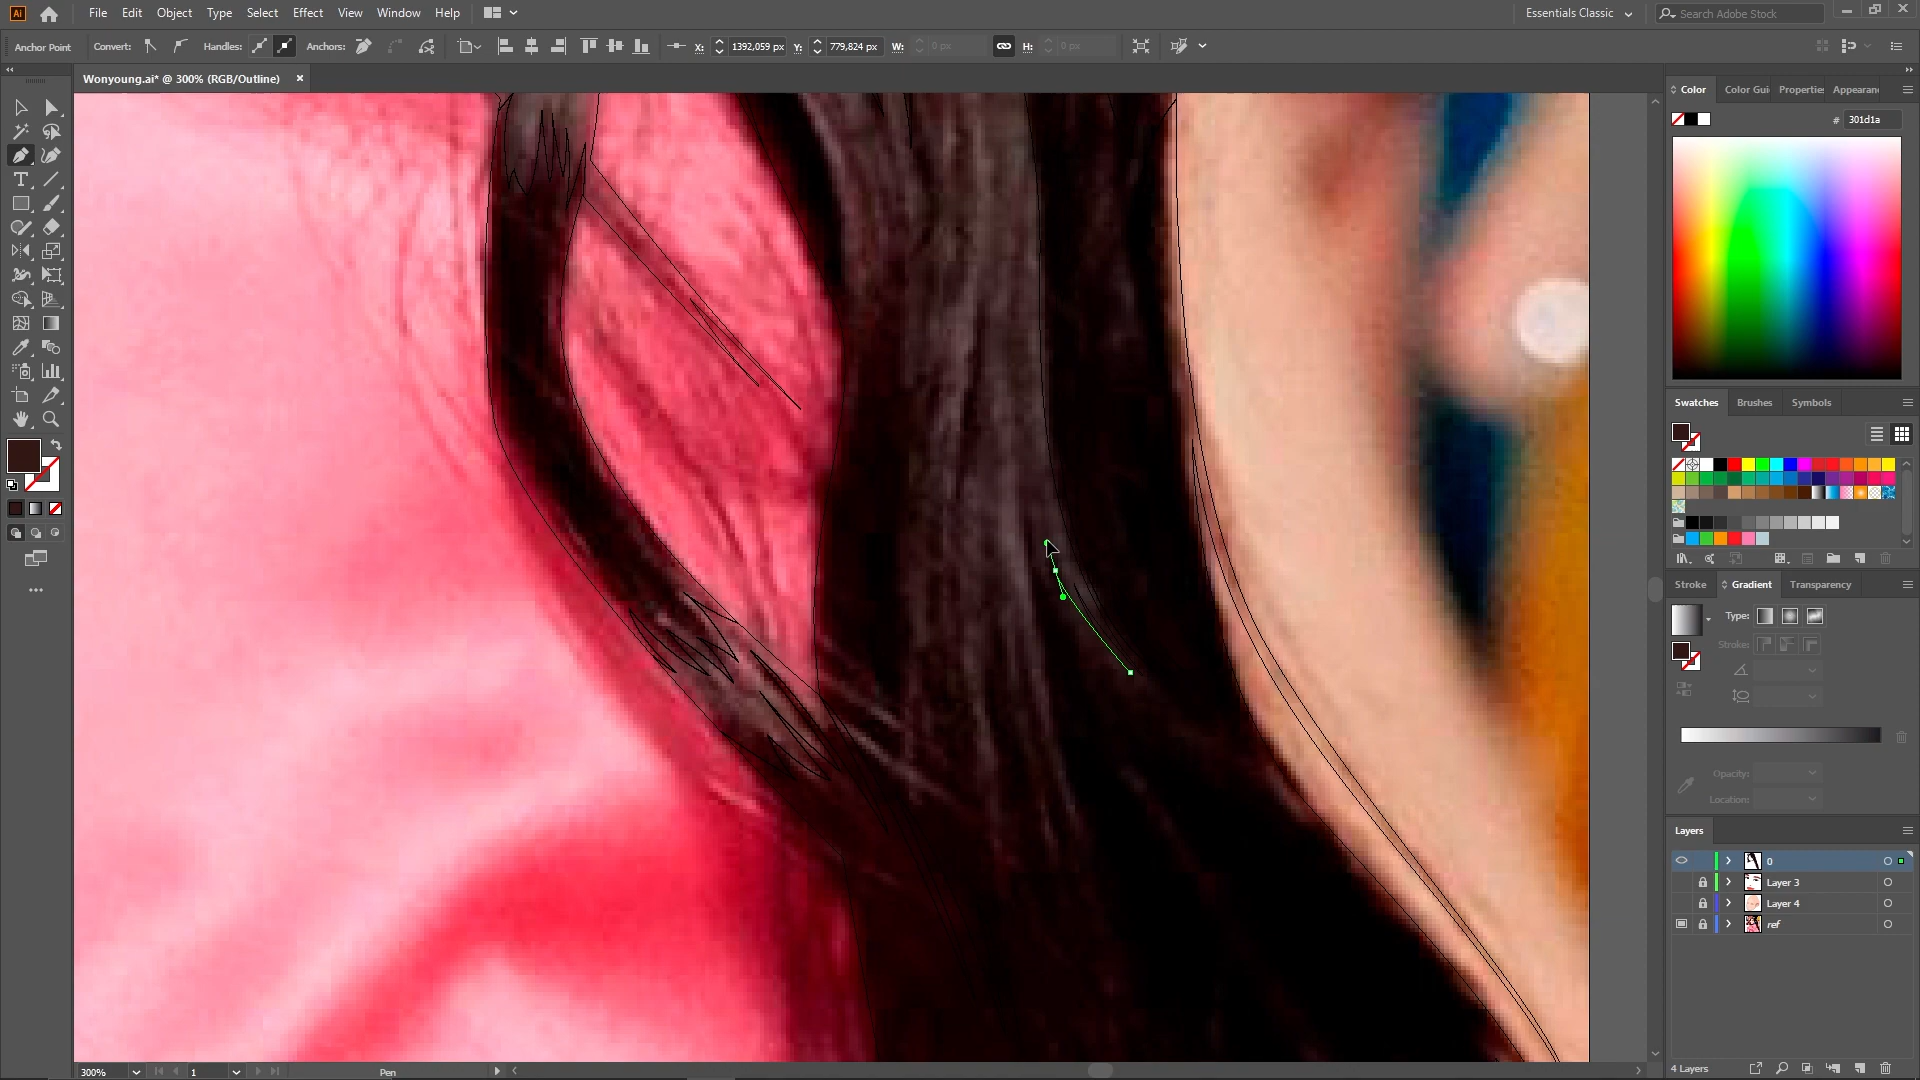 Ai File Edit Object Type Select Effect View Window Help Essentials Classic Search Adobe Stock
Anchor Point Convert: Handles: Anchors: X: 1392,059 px Y: 779,824 px W: 0 px H: 0 px
Wonyoung.ai* @ 300% (RGB/Outline) ×
Color Color Gui Properties Appearan
# 301d1a
Swatches Brushes Symbols
Stroke Gradient Transparency
Type:
Stroke:
Opacity:
Location:
Layers
0
Layer 3
Layer 4
ref
300% 1 Pen 4 Layers